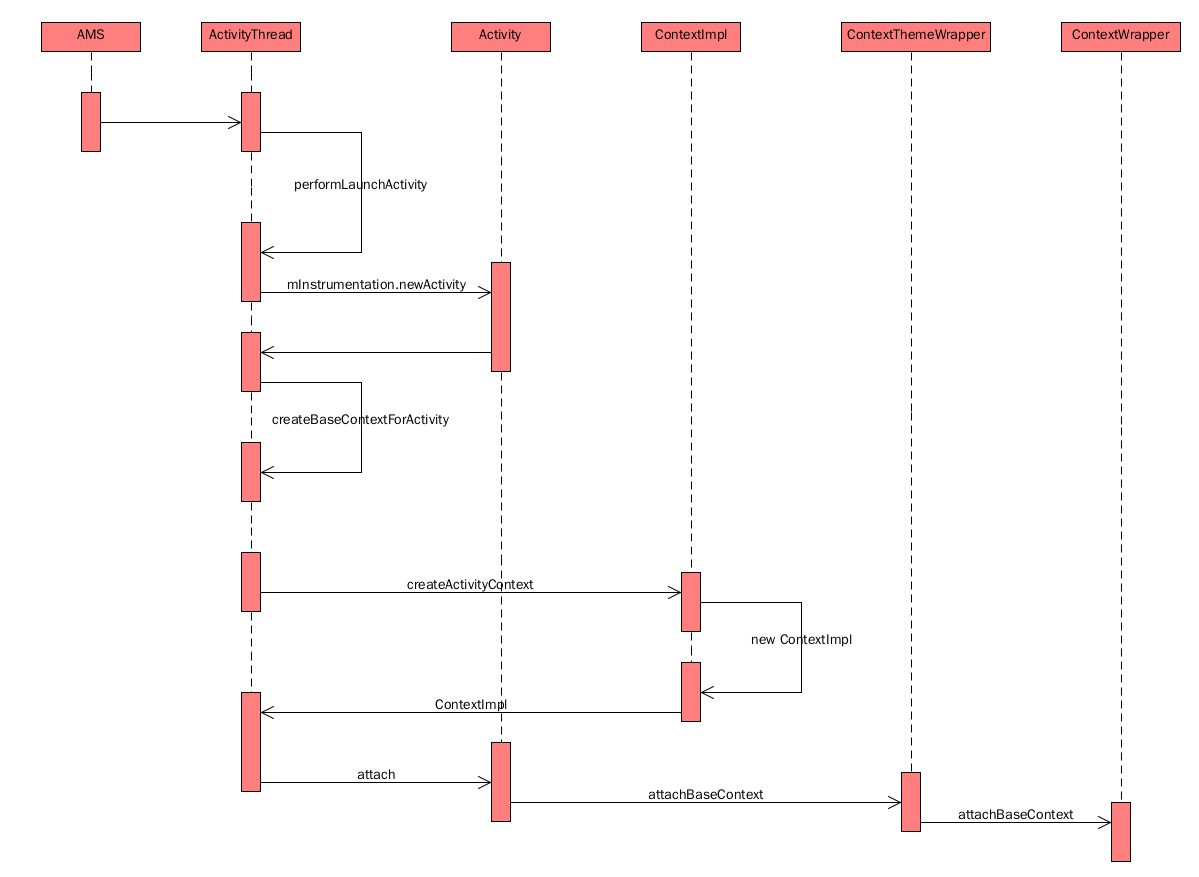 AMS
ActivityThread
Activity
ContextImpl
ContextThemeWrapper
ContextWrapper
performLaunchActivity
mInstrumentation.newActivity
createBaseContextForActivity
createActivityContext
new ContextImpl
ContextImpl
attach
attachBaseContext
attachBaseContext